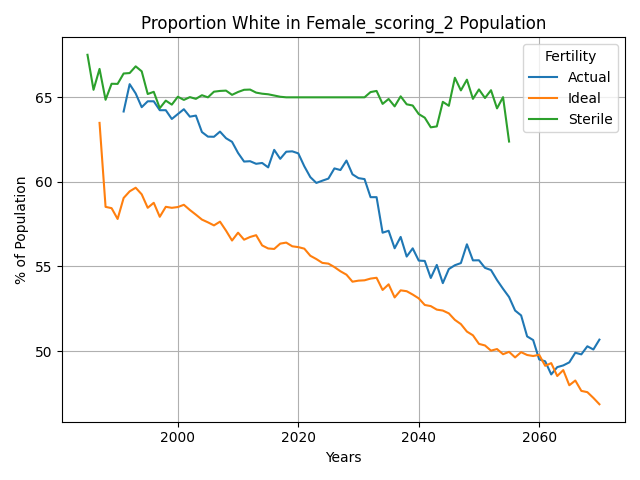 Proportion White in Female_scoring_2 Population
% of Population
65
60
55
50
2000
2020
2040
2060
Years
Fertility
Actual
Ideal
Sterile